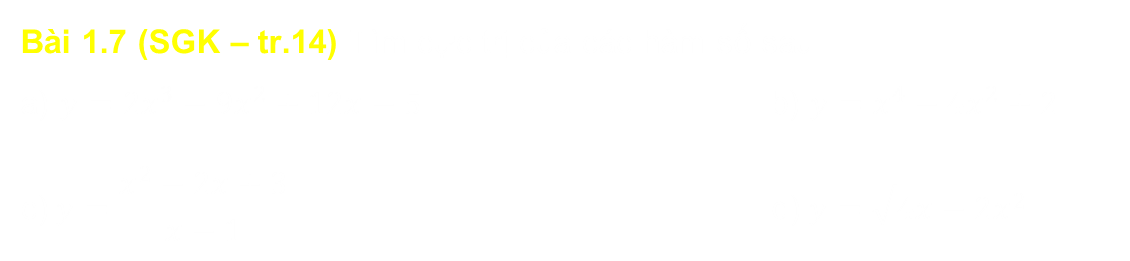 Bài 1.7 (SGK – tr.14)